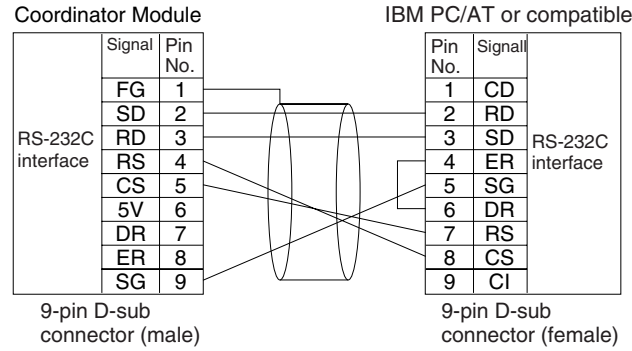 Coordinator Module
IBM PC/AT or compatible
Signal Pin No.
FG 1
SD 2
RD 3
RS 4
CS 5
5V 6
DR 7
ER 8
SG 9
RS-232C interface
9-pin D-sub
connector (male)
Pin No. Signall
1 CD
2 RD
3 SD
4 ER
5 SG
6 DR
7 RS
8 CS
9 CI
RS-232C interface
9-pin D-sub
connector (female)